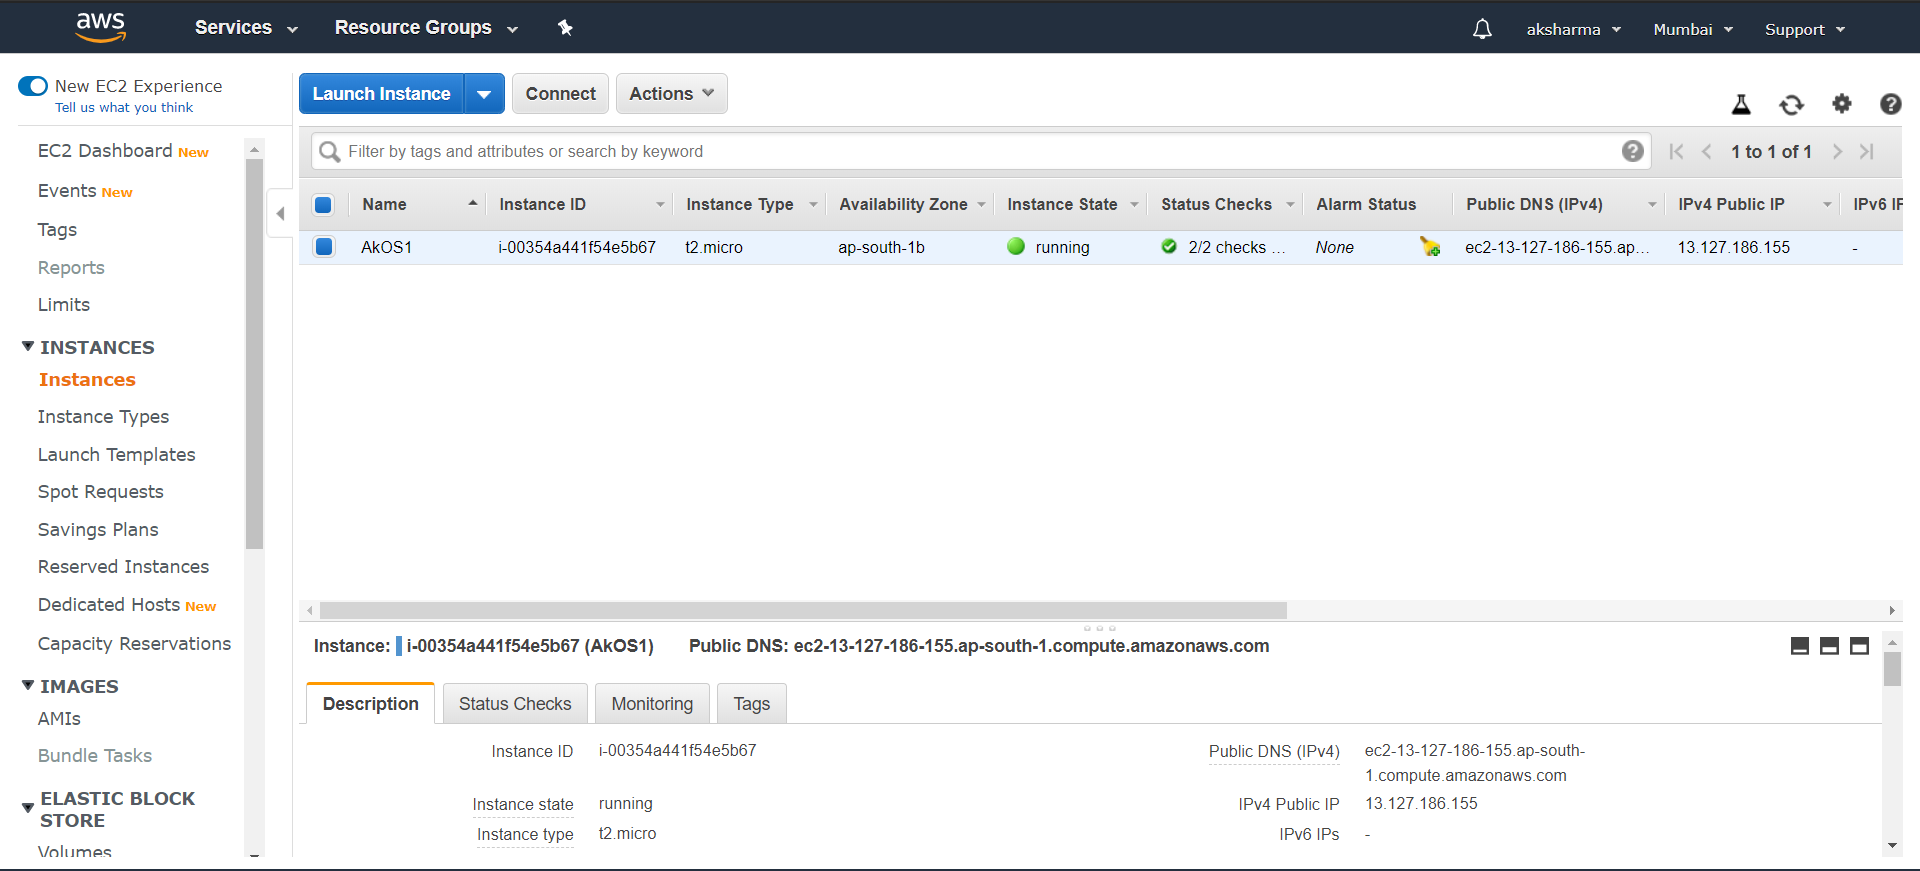 aws Services Resource Groups aksharma Mumbai Support
New EC2 Experience
Tell us what you think
EC2 Dashboard New
Events New
Tags
Reports
Limits
INSTANCES
Instances
Instance Types
Launch Templates
Spot Requests
Savings Plans
Reserved Instances
Dedicated Hosts New
Capacity Reservations
IMAGES
AMIs
Bundle Tasks
ELASTIC BLOCK
STORE
Volumes
Launch Instance Connect Actions
Filter by tags and attributes or search by keyword 1 to 1 of 1
Name Instance ID Instance Type Availability Zone Instance State Status Checks Alarm Status Public DNS (IPv4) IPv4 Public IP IPv6 IP
AkOS1 i-00354a441f54e5b67 t2.micro ap-south-1b running 2/2 checks ... None ec2-13-127-186-155.ap... 13.127.186.155 -
Instance: i-00354a441f54e5b67 (AkOS1) Public DNS: ec2-13-127-186-155.ap-south-1.compute.amazonaws.com
Description Status Checks Monitoring Tags
Instance ID i-00354a441f54e5b67
Instance state running
Instance type t2.micro
Public DNS (IPv4) ec2-13-127-186-155.ap-south-
1.compute.amazonaws.com
IPv4 Public IP 13.127.186.155
IPv6 IPs -